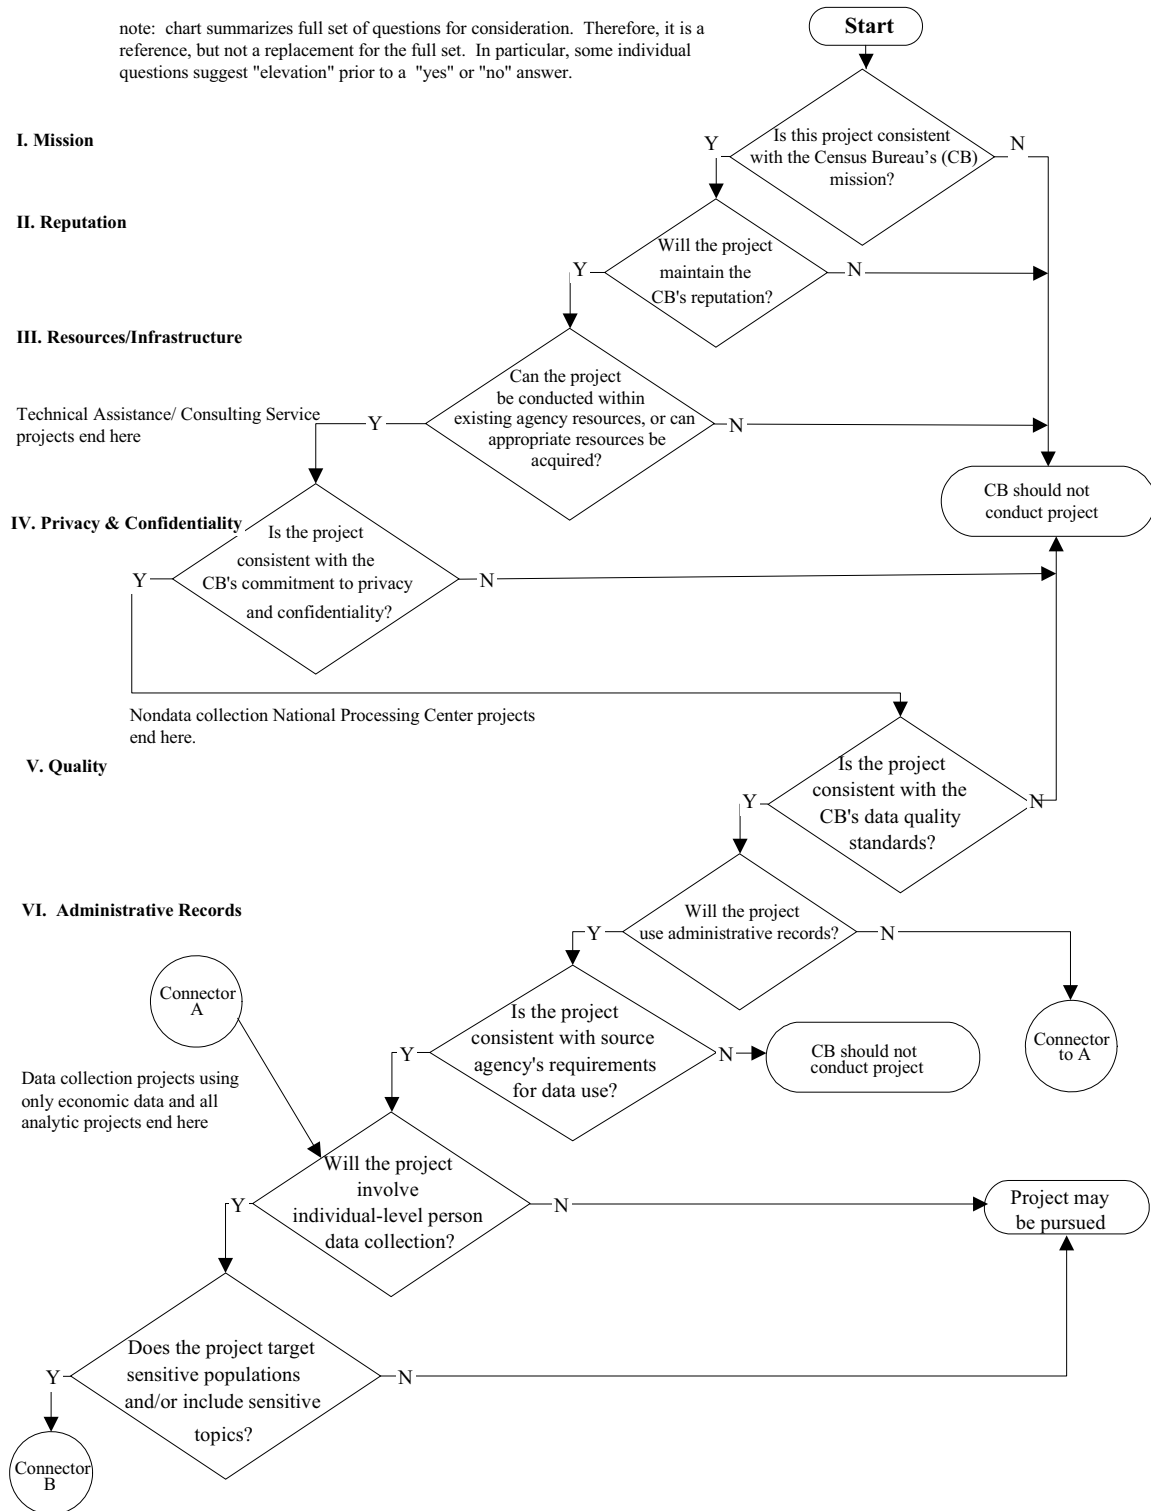 note: chart summarizes full set of questions for consideration. Therefore, it is a
reference, but not a replacement for the full set. In particular, some individual
questions suggest "elevation" prior to a "yes" or "no" answer.
Start
I. Mission
Is this project consistent
with the Census Bureau's (CB)
mission?
Y
N
II. Reputation
Will the project
maintain the
CB's reputation?
Y
N
III. Resources/Infrastructure
Can the project
be conducted within
existing agency resources, or can
appropriate resources be
acquired?
Y
N
Technical Assistance/ Consulting Service
projects end here
CB should not
conduct project
IV. Privacy & Confidentiality
Is the project
consistent with the
CB's commitment to privacy
and confidentiality?
Y
N
Nondata collection National Processing Center projects
end here.
V. Quality
Is the project
consistent with the
CB's data quality
standards?
Y
N
VI. Administrative Records
Will the project
use administrative records?
Y
N
Connector
A
Is the project
consistent with source
agency's requirements
for data use?
Y
N
CB should not
conduct project
Connector
to A
Data collection projects using
only economic data and all
analytic projects end here
Will the project
involve
individual-level person
data collection?
Y
N
Project may
be pursued
Does the project target
sensitive populations
and/or include sensitive
topics?
Y
N
Connector
B